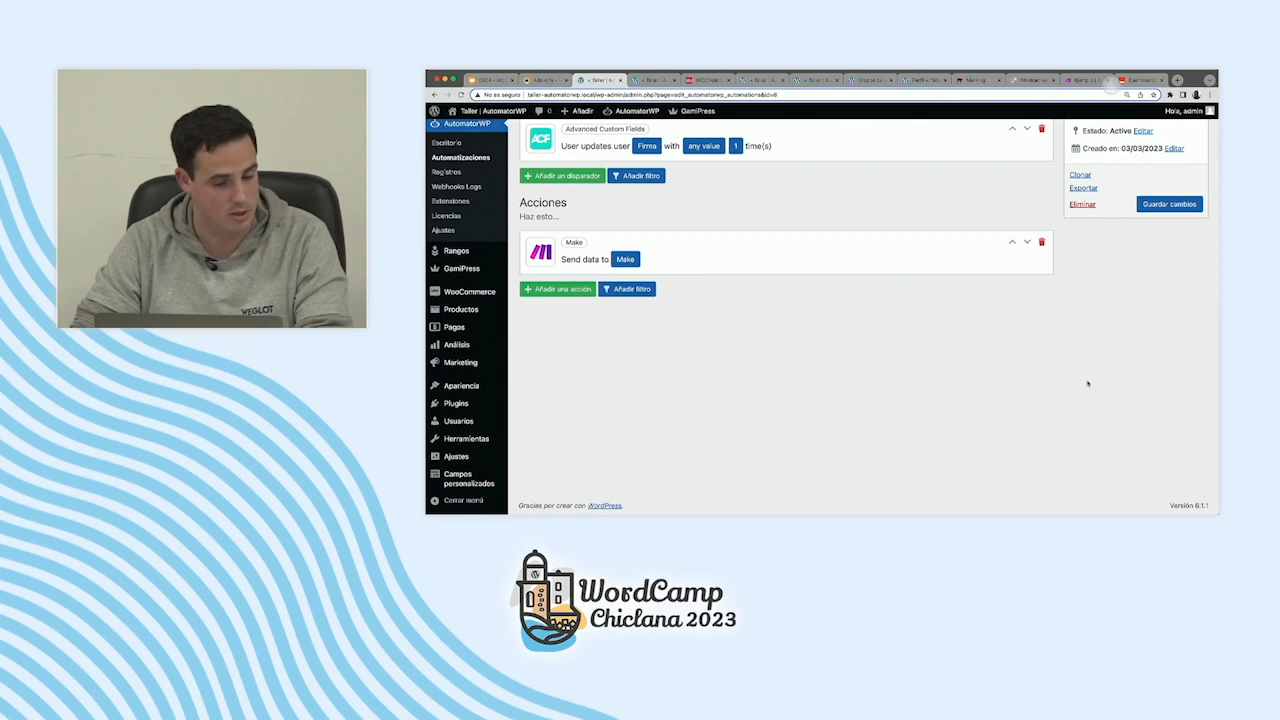 WEGLOT
No es seguro | taller-automatorwp.local/wp-admin/admin.php?page=edit_automatorwp_automations&id=8
Taller | AutomatorWP 0 Añadir AutomatorWP GamiPress Hola, admin
AutomatorWP
Escritorio
Automatizaciones
Registros
Webhooks Logs
Extensiones
Licencias
Ajustes
Rangos
GamiPress
WooCommerce
Productos
Pagos
Análisis
Marketing
Apariencia
Plugins
Usuarios
Herramientas
Ajustes
Campos
personalizados
Cerrar menú
ACF
Advanced Custom Fields
User updates user Firma with any value 1 time(s)
Añadir un disparador Añadir filtro
Acciones
Haz esto...
Make
Send data to Make
Añadir una acción Añadir filtro
Estado: Activo Editar
Creado en: 03/03/2023 Editar
Clonar
Exportar
Eliminar Guardar cambios
Gracias por crear con WordPress.
Versión 6.1.1
WordCamp
Chiclana 2023